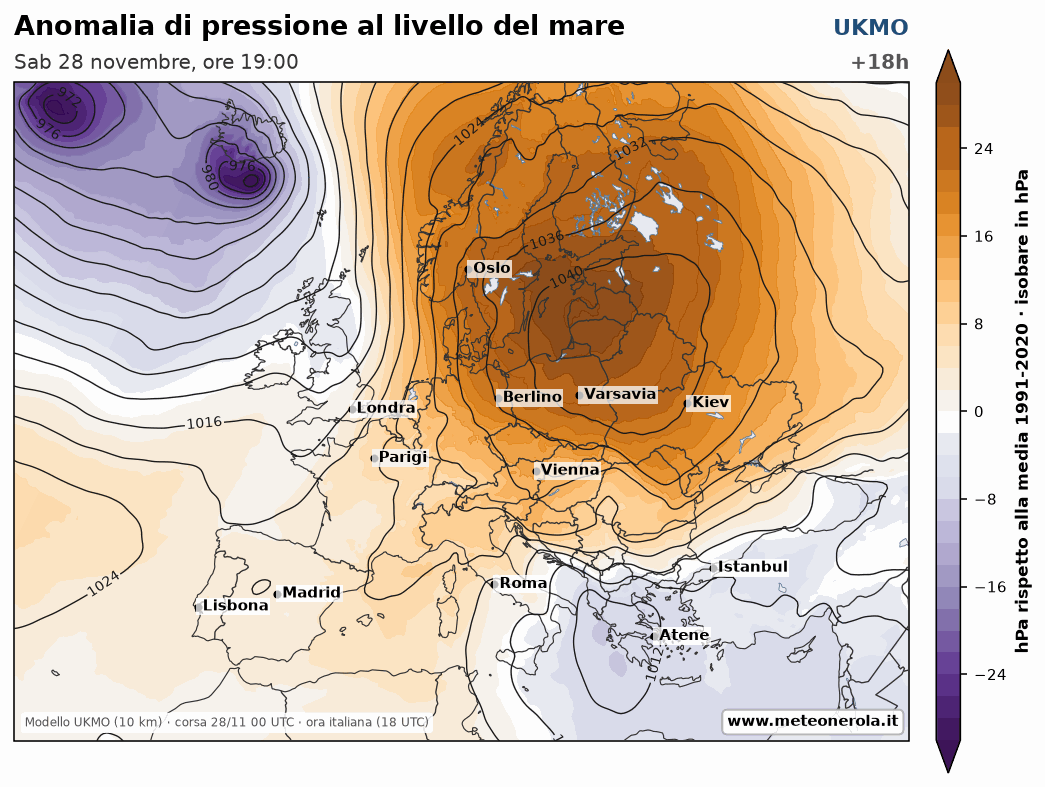 Anomalia di pressione al livello del mare
UKMO
Sab 28 novembre, ore 19:00
+18h
972
976
976
980
1024
1032
1036
1040
Oslo
Berlino
Varsavia
Kiev
Londra
1016
Parigi
Vienna
1024
Roma
Istanbul
Madrid
Lisbona
Atene
1012
Modello UKMO (10 km) · corsa 28/11 00 UTC · ora italiana (18 UTC)
www.meteonerola.it
24
16
8
0
−8
−16
−24
hPa rispetto alla media 1991-2020 · isobare in hPa